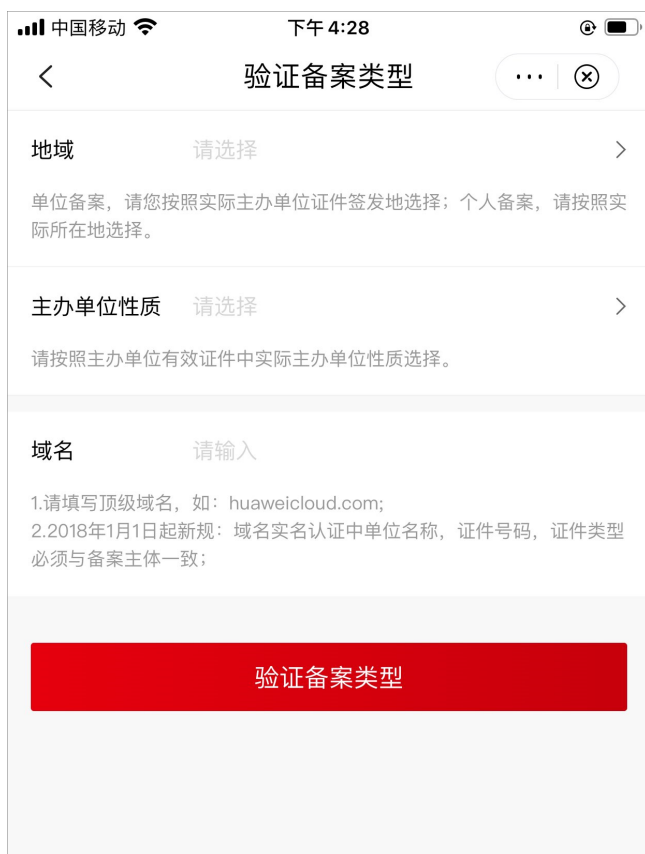 中国移动 下午 4:28
验证备案类型
地域 请选择
单位备案，请您按照实际主办单位证件签发地选择；个人备案，请按照实
际所在地选择。
主办单位性质 请选择
请按照主办单位有效证件中实际主办单位性质选择。
域名 请输入
1.请填写顶级域名，如：huaweicloud.com;
2.2018年1月1日起新规：域名实名认证中单位名称，证件号码，证件类型
必须与备案主体一致；
验证备案类型